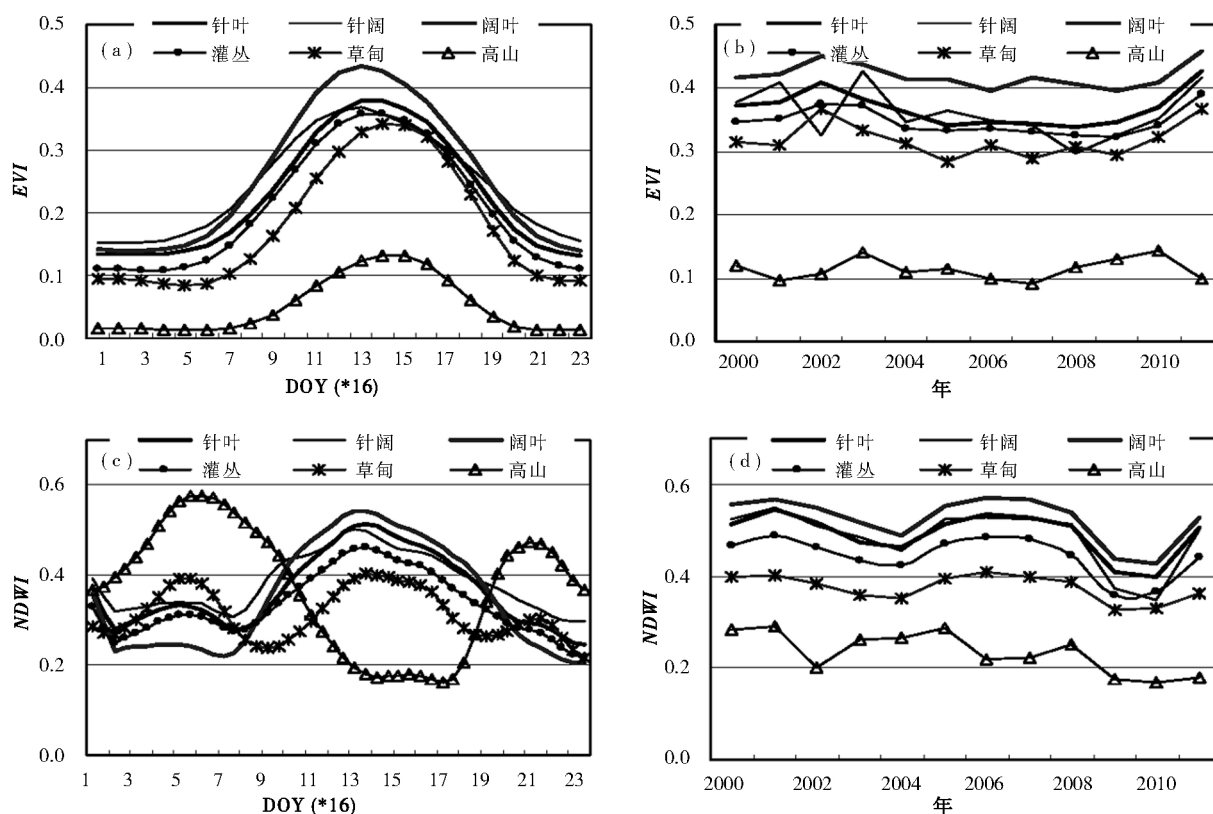 0.5 0.4 0.3 0.2 0.1 0.0
EVI
(a)
针叶 针阔 阔叶
灌丛 草甸 高山
1 3 5 7 9 11 13 15 17 19 21 23
DOY (*16)
0.5 0.4 0.3 0.2 0.1 0.0
EVI
(b)
针叶 针阔 阔叶
灌丛 草甸 高山
2000 2002 2004 2006 2008 2010
年
0.6 0.4 0.2 0.0
NDWI
(c)
针叶 针阔 阔叶
灌丛 草甸 高山
1 3 5 7 9 11 13 15 17 19 21 23
DOY (*16)
0.6 0.4 0.2 0.0
NDWI
(d)
针叶 针阔 阔叶
灌丛 草甸 高山
2000 2002 2004 2006 2008 2010
年